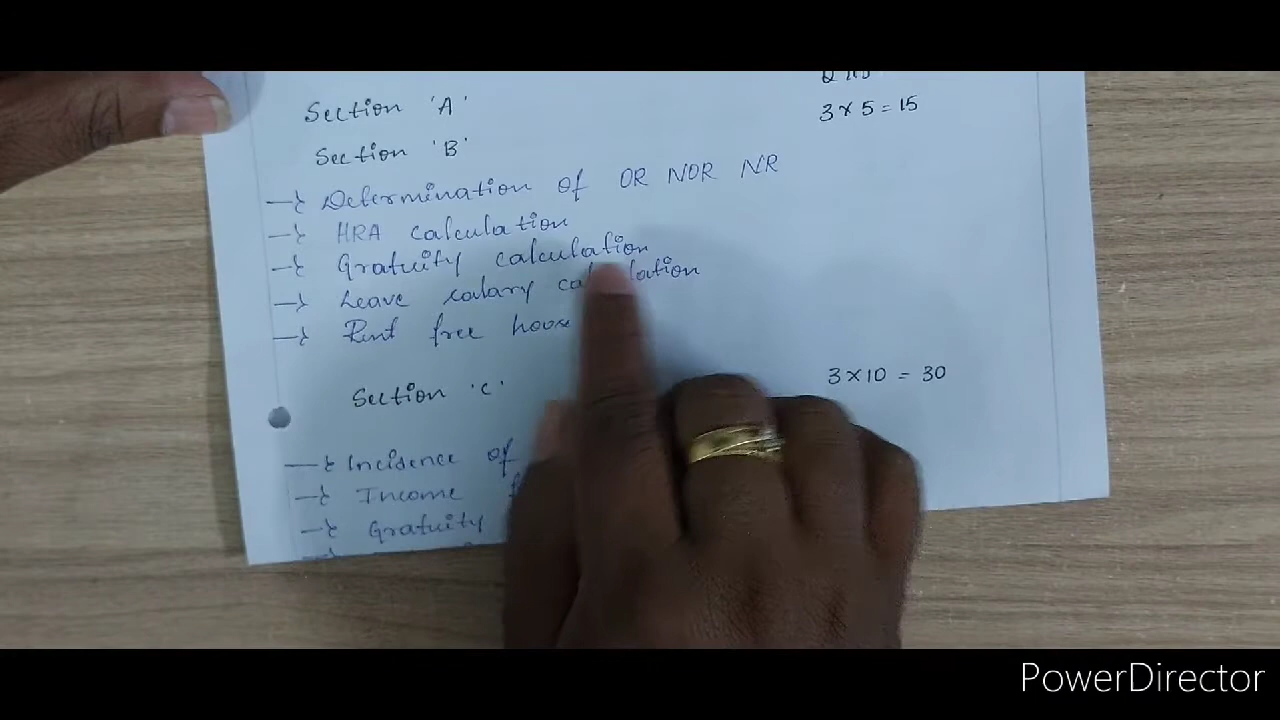 Section 'A'
3 x 5 = 15
Section 'B'
Determination of OR NOR NR
HRA calculation
Gratuity calculation
Leave salary calculation
Rent free house
Section 'C'
3 x 10 = 30
Incidence of
Income
Gratuity
PowerDirector